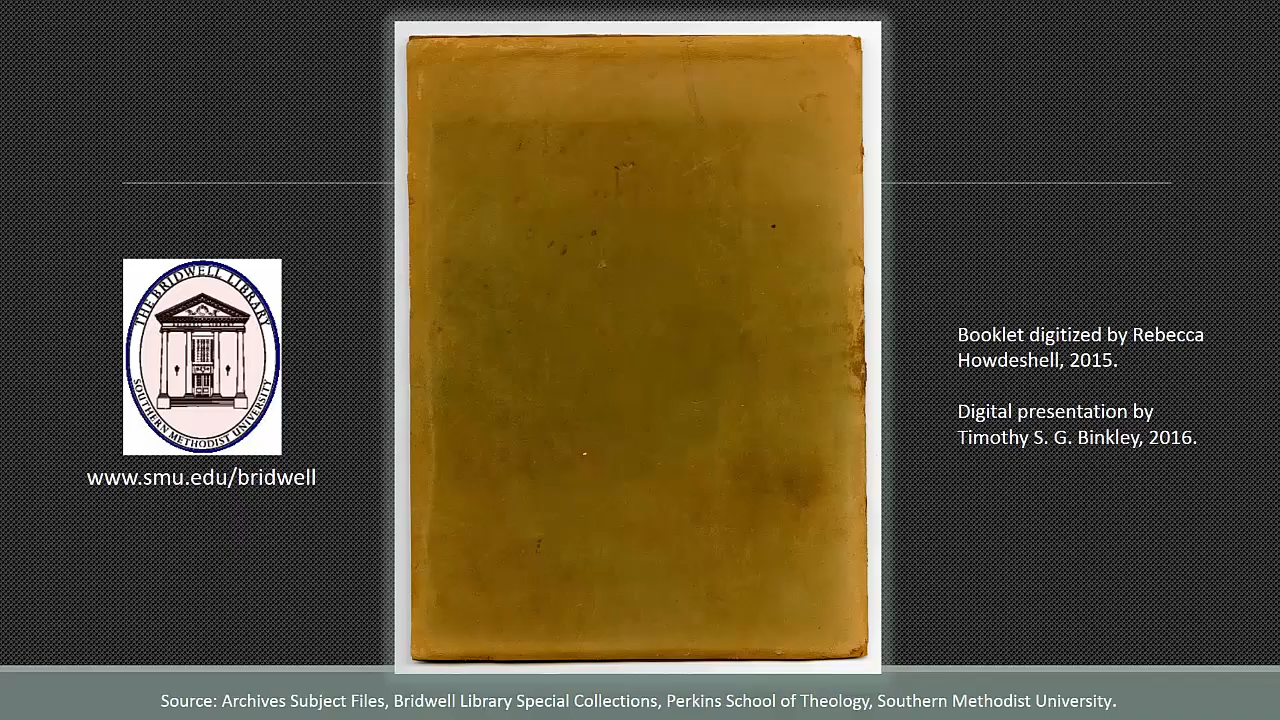 THE BRIDWELL LIBRARY
SOUTHERN METHODIST UNIVERSITY
www.smu.edu/bridwell
Booklet digitized by Rebecca
Howdeshell, 2015.
Digital presentation by
Timothy S. G. Binkley, 2016.
Source: Archives Subject Files, Bridwell Library Special Collections, Perkins School of Theology, Southern Methodist University.